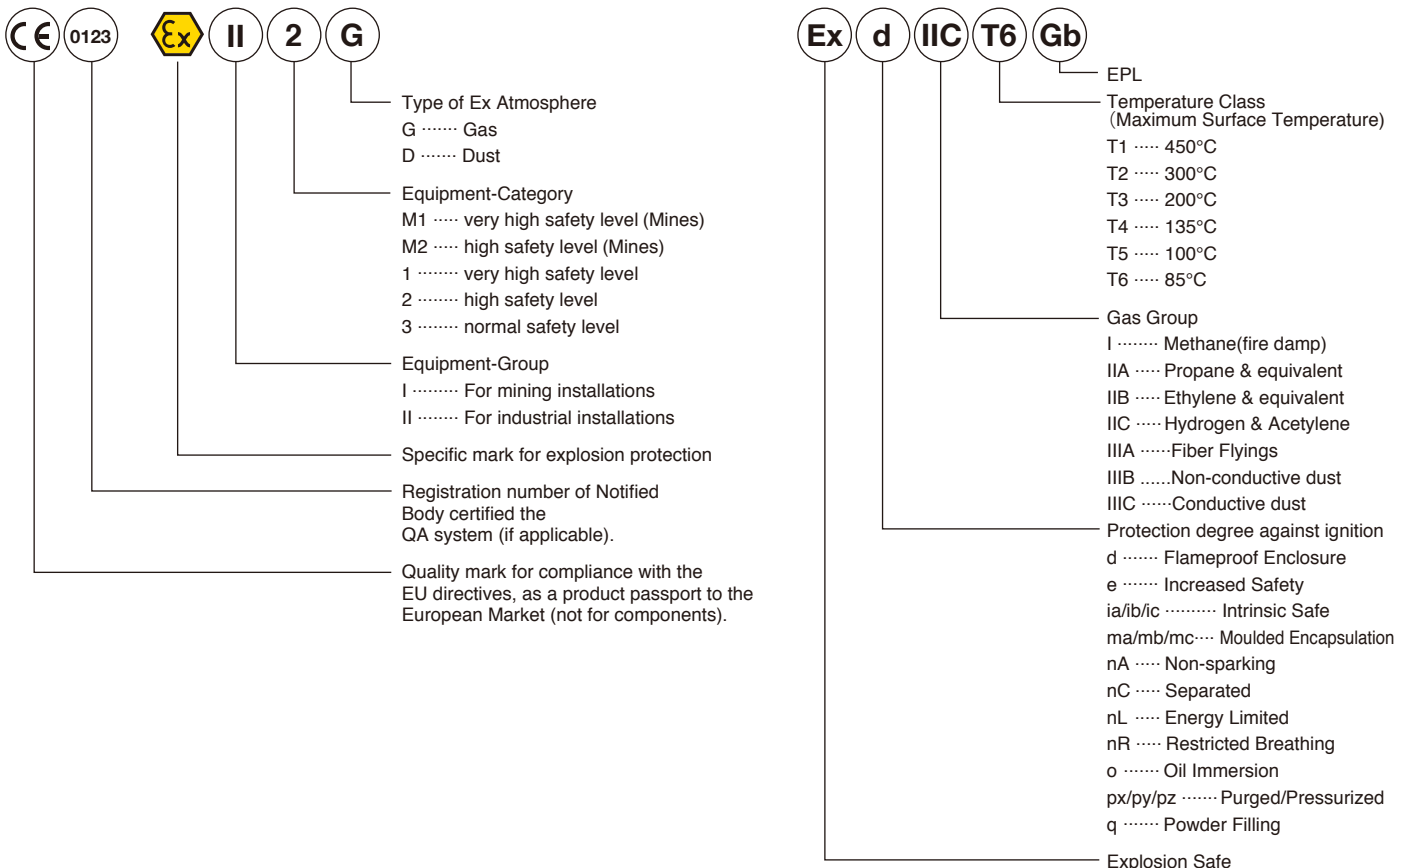 CE 0123 Ex II 2 G
Type of Ex Atmosphere
G ······· Gas
D ······· Dust
Equipment-Category
M1 ····· very high safety level (Mines)
M2 ····· high safety level (Mines)
1 ········ very high safety level
2 ········ high safety level
3 ········ normal safety level
Equipment-Group
I ········· For mining installations
II ········ For industrial installations
Specific mark for explosion protection
Registration number of Notified
Body certified the
QA system (if applicable).
Quality mark for compliance with the
EU directives, as a product passport to the
European Market (not for components).
Ex d IIC T6 Gb
EPL
Temperature Class
(Maximum Surface Temperature)
T1 ····· 450°C
T2 ····· 300°C
T3 ····· 200°C
T4 ····· 135°C
T5 ····· 100°C
T6 ····· 85°C
Gas Group
I ········ Methane(fire damp)
IIA ····· Propane & equivalent
IIB ····· Ethylene & equivalent
IIC ····· Hydrogen & Acetylene
IIIA ······Fiber Flyings
IIIB ......Non-conductive dust
IIIC ······Conductive dust
Protection degree against ignition
d ······· Flameproof Enclosure
e ······· Increased Safety
ia/ib/ic ·········· Intrinsic Safe
ma/mb/mc···· Moulded Encapsulation
nA ····· Non-sparking
nC ····· Separated
nL ····· Energy Limited
nR ····· Restricted Breathing
o ······· Oil Immersion
px/py/pz ······· Purged/Pressurized
q ······· Powder Filling
Explosion Safe